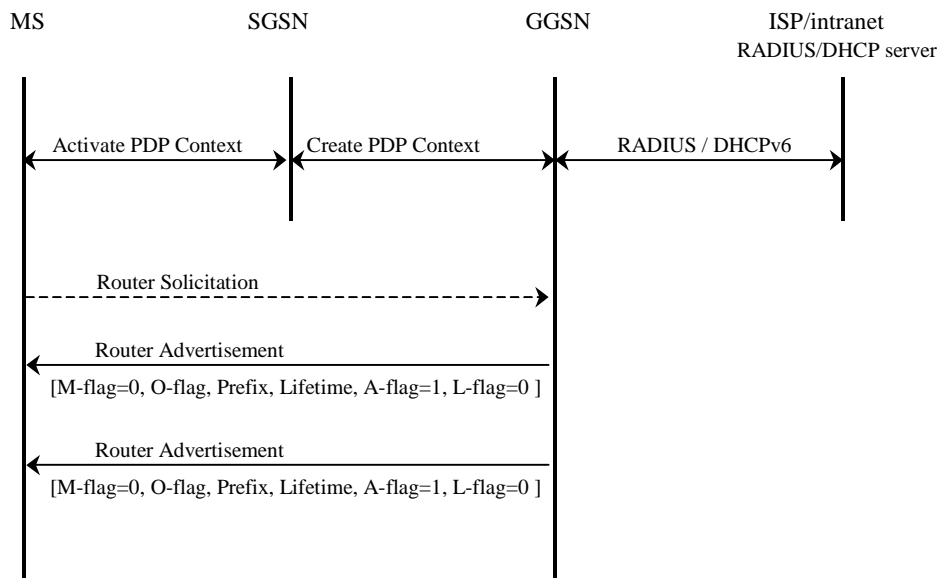 MS
SGSN
GGSN
ISP/intranet
RADIUS/DHCP server
Activate PDP Context
Create PDP Context
RADIUS / DHCPv6
Router Solicitation
Router Advertisement
[M-flag=0, O-flag, Prefix, Lifetime, A-flag=1, L-flag=0 ]
Router Advertisement
[M-flag=0, O-flag, Prefix, Lifetime, A-flag=1, L-flag=0 ]